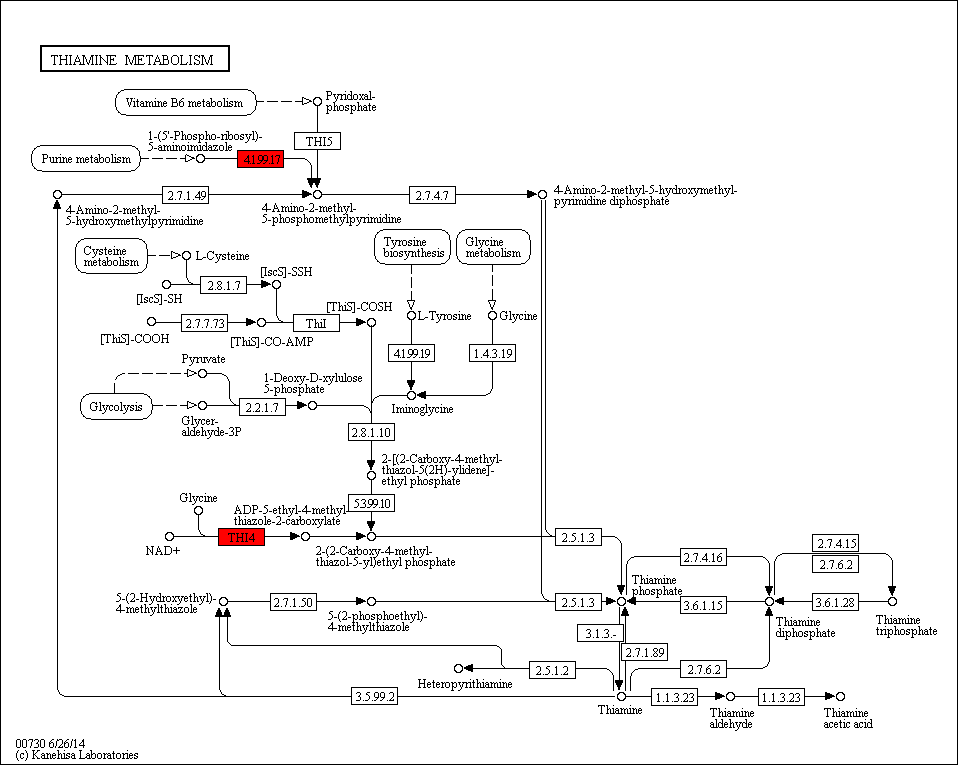 THIAMINE METABOLISM
Vitamine B6 metabolism
Pyridoxal-
phosphate
1-(5'-Phospho-ribosyl)-
5-aminoimidazole
THI5
Purine metabolism
4.1.99.17
2.7.1.49
2.7.4.7
4-Amino-2-methyl-5-hydroxymethyl-
pyrimidine diphosphate
4-Amino-2-methyl-
5-hydroxymethylpyrimidine
4-Amino-2-methyl-
5-phosphomethylpyrimidine
Cysteine
metabolism
L-Cysteine
Tyrosine
biosynthesis
Glycine
metabolism
[IscS]-SSH
2.8.1.7
[IscS]-SH
[ThiS]-COSH
L-Tyrosine
Glycine
2.7.7.73
ThiI
[ThiS]-COOH
[ThiS]-CO-AMP
4.1.99.19
1.4.3.19
Pyruvate
1-Deoxy-D-xylulose
5-phosphate
Glycolysis
2.2.1.7
Iminoglycine
Glycer-
aldehyde-3P
2.8.1.10
2-[(2-Carboxy-4-methyl-
thiazol-5(2H)-ylidene]-
ethyl phosphate
Glycine
5.3.99.10
ADP-5-ethyl-4-methyl-
thiazole-2-carboxylate
THI4
2.5.1.3
NAD+
2-(2-Carboxy-4-methyl-
thiazol-5-yl)ethyl phosphate
2.7.4.16
2.7.4.15
2.7.6.2
Thiamine
phosphate
5-(2-Hydroxyethyl)-
4-methylthiazole
2.7.1.50
2.5.1.3
3.6.1.15
3.6.1.28
5-(2-phosphoethyl)-
4-methylthiazole
Thiamine
diphosphate
Thiamine
triphosphate
3.1.3.-
2.7.1.89
2.5.1.2
2.7.6.2
Heteropyrithiamine
3.5.99.2
1.1.3.23
1.1.3.23
Thiamine
Thiamine
aldehyde
Thiamine
acetic acid
00730 6/26/14
(c) Kanehisa Laboratories